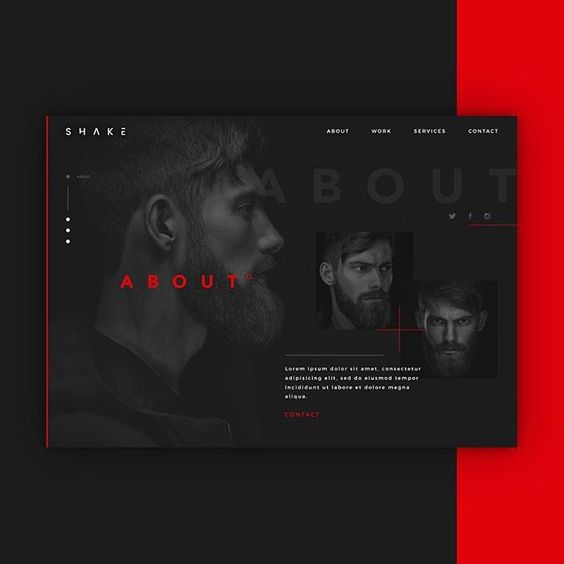 SHAKE
ABOUT WORK SERVICES CONTACT
ABOUT
ABOUT
ABOUT°
Lorem ipsum dolor sit amet, consectetur
adipisicing elit, sed do eiusmod tempor
incididunt ut labore et dolore magna
aliqua.
CONTACT